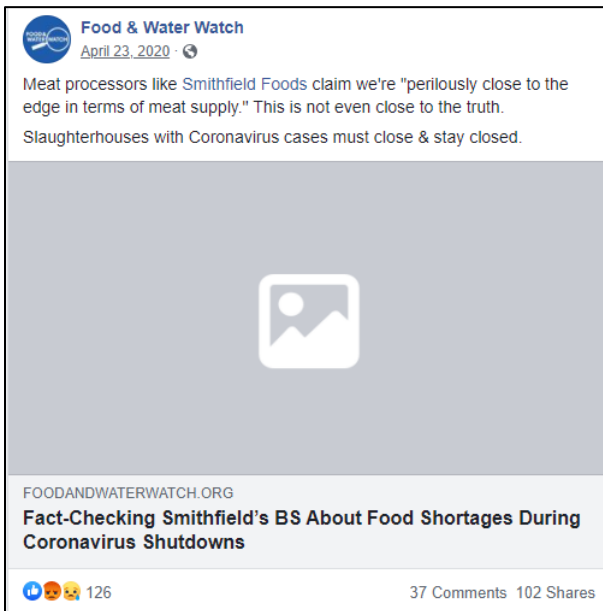 FOOD&
WATERWATCH
Food & Water Watch
April 23, 2020 ·
Meat processors like Smithfield Foods claim we're "perilously close to the
edge in terms of meat supply." This is not even close to the truth.
Slaughterhouses with Coronavirus cases must close & stay closed.
FOODANDWATERWATCH.ORG
Fact-Checking Smithfield's BS About Food Shortages During
Coronavirus Shutdowns
126
37 Comments 102 Shares